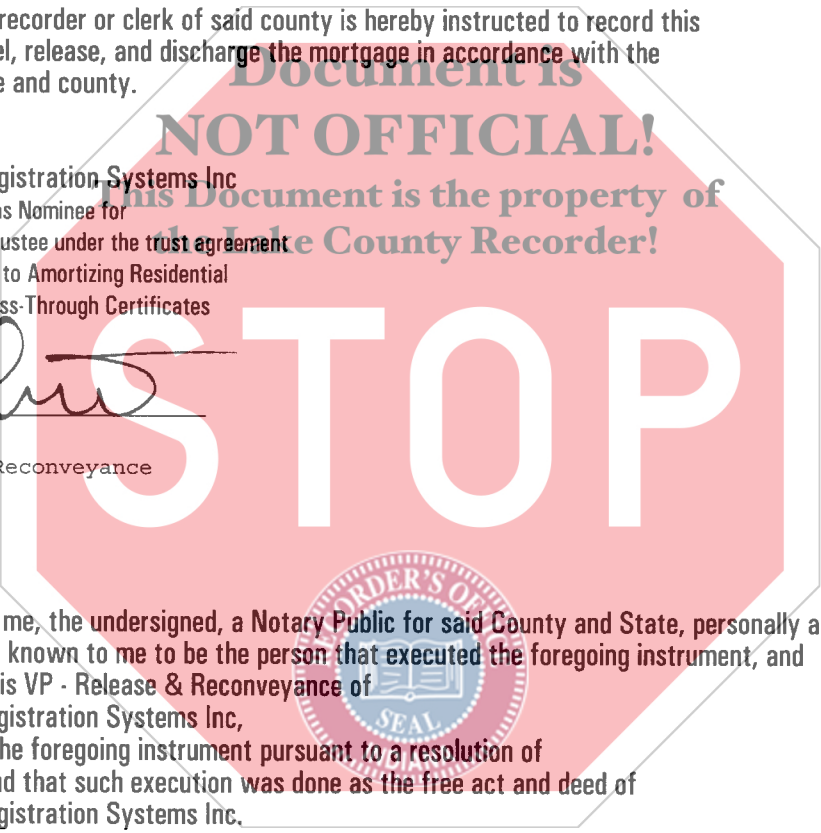 recorder or clerk of said county is hereby instructed to record this
el, release, and discharge the mortgage in accordance with the
e and county.
Document is
NOT OFFICIAL!
This Document is the property of
the Lake County Recorder!
gistration Systems Inc
as Nominee for
ustee under the trust agreement
to Amortizing Residential
ss-Through Certificates
STOP
Reconveyance
RECORDER'S OFFICE
SEAL
INDIANA
me, the undersigned, a Notary Public for said County and State, personally a
known to me to be the person that executed the foregoing instrument, and
is VP - Release & Reconveyance of
gistration Systems Inc,
he foregoing instrument pursuant to a resolution of
nd that such execution was done as the free act and deed of
gistration Systems Inc.